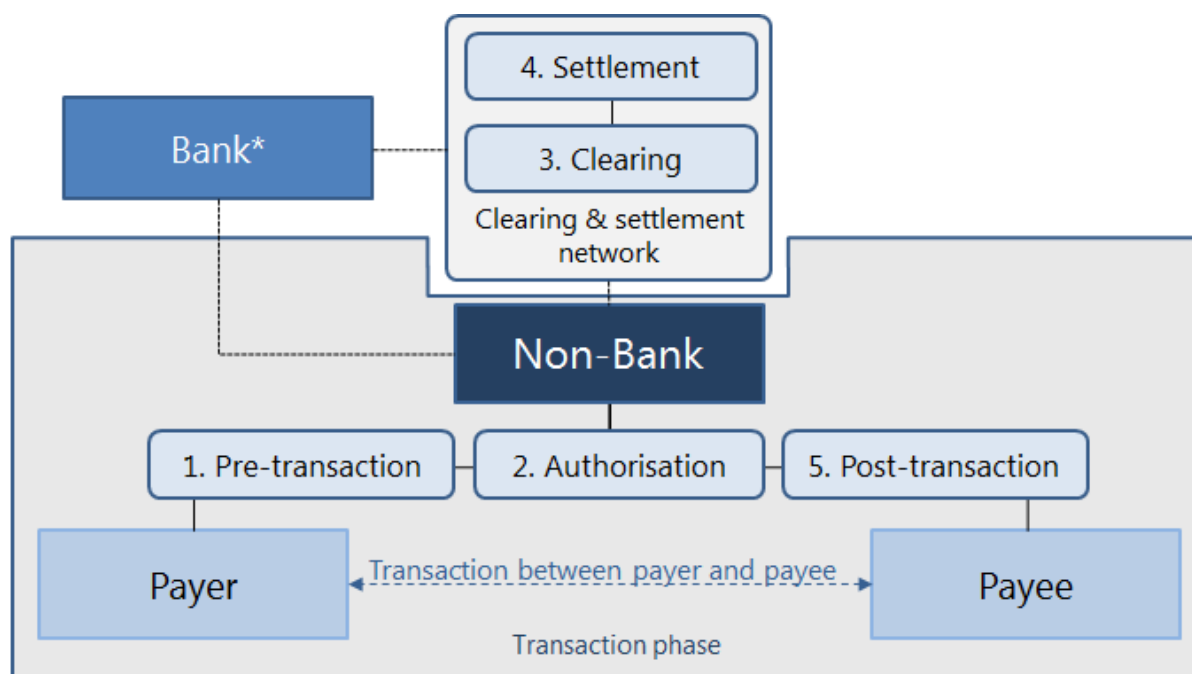 4. Settlement
Bank*
3. Clearing
Clearing & settlement
network
Non-Bank
1. Pre-transaction
2. Authorisation
5. Post-transaction
Payer
Transaction between payer and payee
Payee
Transaction phase